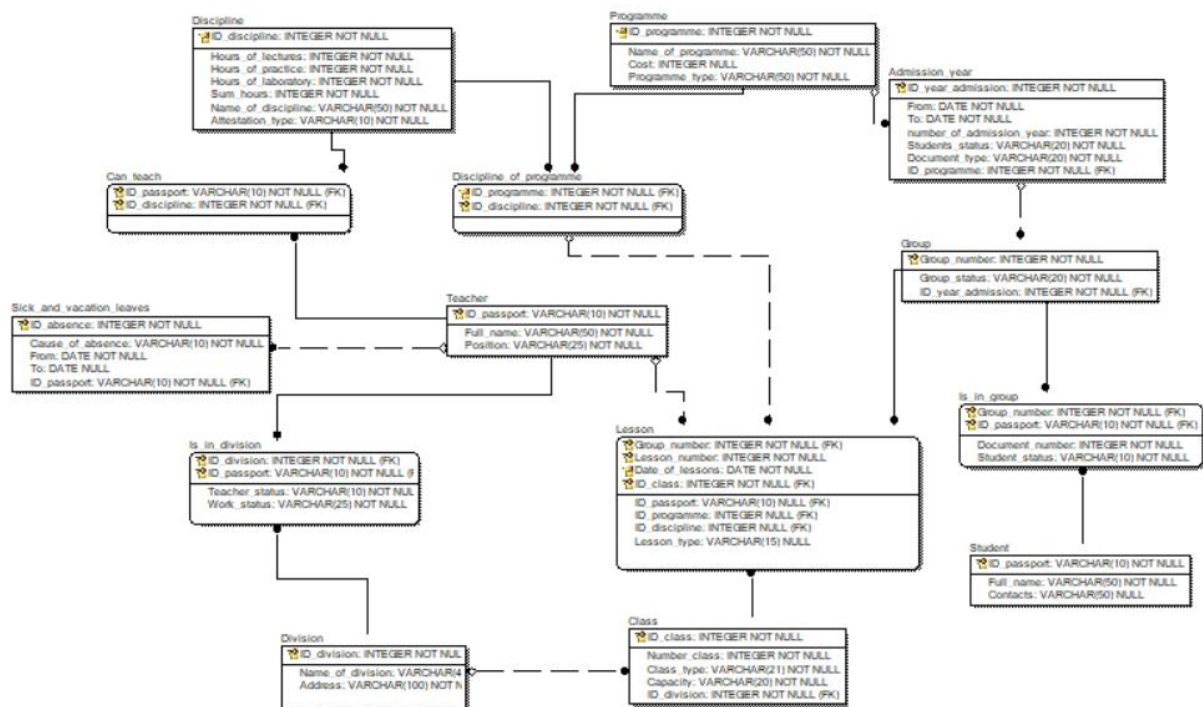 Discipline
ID_discipline: INTEGER NOT NULL
Hours_of_lectures: INTEGER NOT NULL
Hours_of_practice: INTEGER NOT NULL
Hours_of_laboratory: INTEGER NOT NULL
Sum_hours: INTEGER NOT NULL
Name_of_discipline: VARCHAR(50) NOT NULL
Attestation_type: VARCHAR(10) NOT NULL
Programme
ID_programme: INTEGER NOT NULL
Name_of_programme: VARCHAR(50) NOT NULL
Cost: INTEGER NULL
Programme_type: VARCHAR(50) NOT NULL
Admission_year
ID_year_admission: INTEGER NOT NULL
From: DATE NOT NULL
To: DATE NOT NULL
number_of_admission_year: INTEGER NOT NULL
Students_status: VARCHAR(20) NOT NULL
Document_type: VARCHAR(20) NOT NULL
ID_programme: INTEGER NOT NULL (FK)
Can_teach
ID_passport: VARCHAR(10) NOT NULL (FK)
ID_discipline: INTEGER NOT NULL (FK)
Discipline_of_programme
ID_programme: INTEGER NOT NULL (FK)
ID_discipline: INTEGER NOT NULL (FK)
Group
Group_number: INTEGER NOT NULL
Group_status: VARCHAR(20) NOT NULL
ID_year_admission: INTEGER NOT NULL (FK)
Sick_and_vacation_leaves
ID_absence: INTEGER NOT NULL
Cause_of_absence: VARCHAR(10) NOT NULL
From: DATE NOT NULL
To: DATE NULL
ID_passport: VARCHAR(10) NOT NULL (FK)
Teacher
ID_passport: VARCHAR(10) NOT NULL
Full_name: VARCHAR(50) NOT NULL
Position: VARCHAR(25) NOT NULL
Is_in_group
Group_number: INTEGER NOT NULL (FK)
ID_passport: VARCHAR(10) NOT NULL (FK)
Document_number: INTEGER NOT NULL
Student_status: VARCHAR(10) NOT NULL
Is_in_division
ID_division: INTEGER NOT NULL (FK)
ID_passport: VARCHAR(10) NOT NULL (F
Teacher_status: VARCHAR(10) NOT NULL
Work_status: VARCHAR(25) NOT NULL
Lesson
Group_number: INTEGER NOT NULL (FK)
Lesson_number: INTEGER NOT NULL
Date_of_lessons: DATE NOT NULL
ID_class: INTEGER NOT NULL (FK)
ID_passport: VARCHAR(10) NULL (FK)
ID_programme: INTEGER NULL (FK)
ID_discipline: INTEGER NULL (FK)
Lesson_type: VARCHAR(15) NULL
Student
ID_passport: VARCHAR(10) NOT NULL
Full_name: VARCHAR(50) NOT NULL
Contacts: VARCHAR(50) NULL
Division
ID_division: INTEGER NOT NUL
Name_of_division: VARCHAR(4
Address: VARCHAR(100) NOT N
Class
ID_class: INTEGER NOT NULL
Number_class: INTEGER NOT NULL
Class_type: VARCHAR(21) NOT NULL
Capacity: VARCHAR(20) NOT NULL
ID_division: INTEGER NOT NULL (FK)